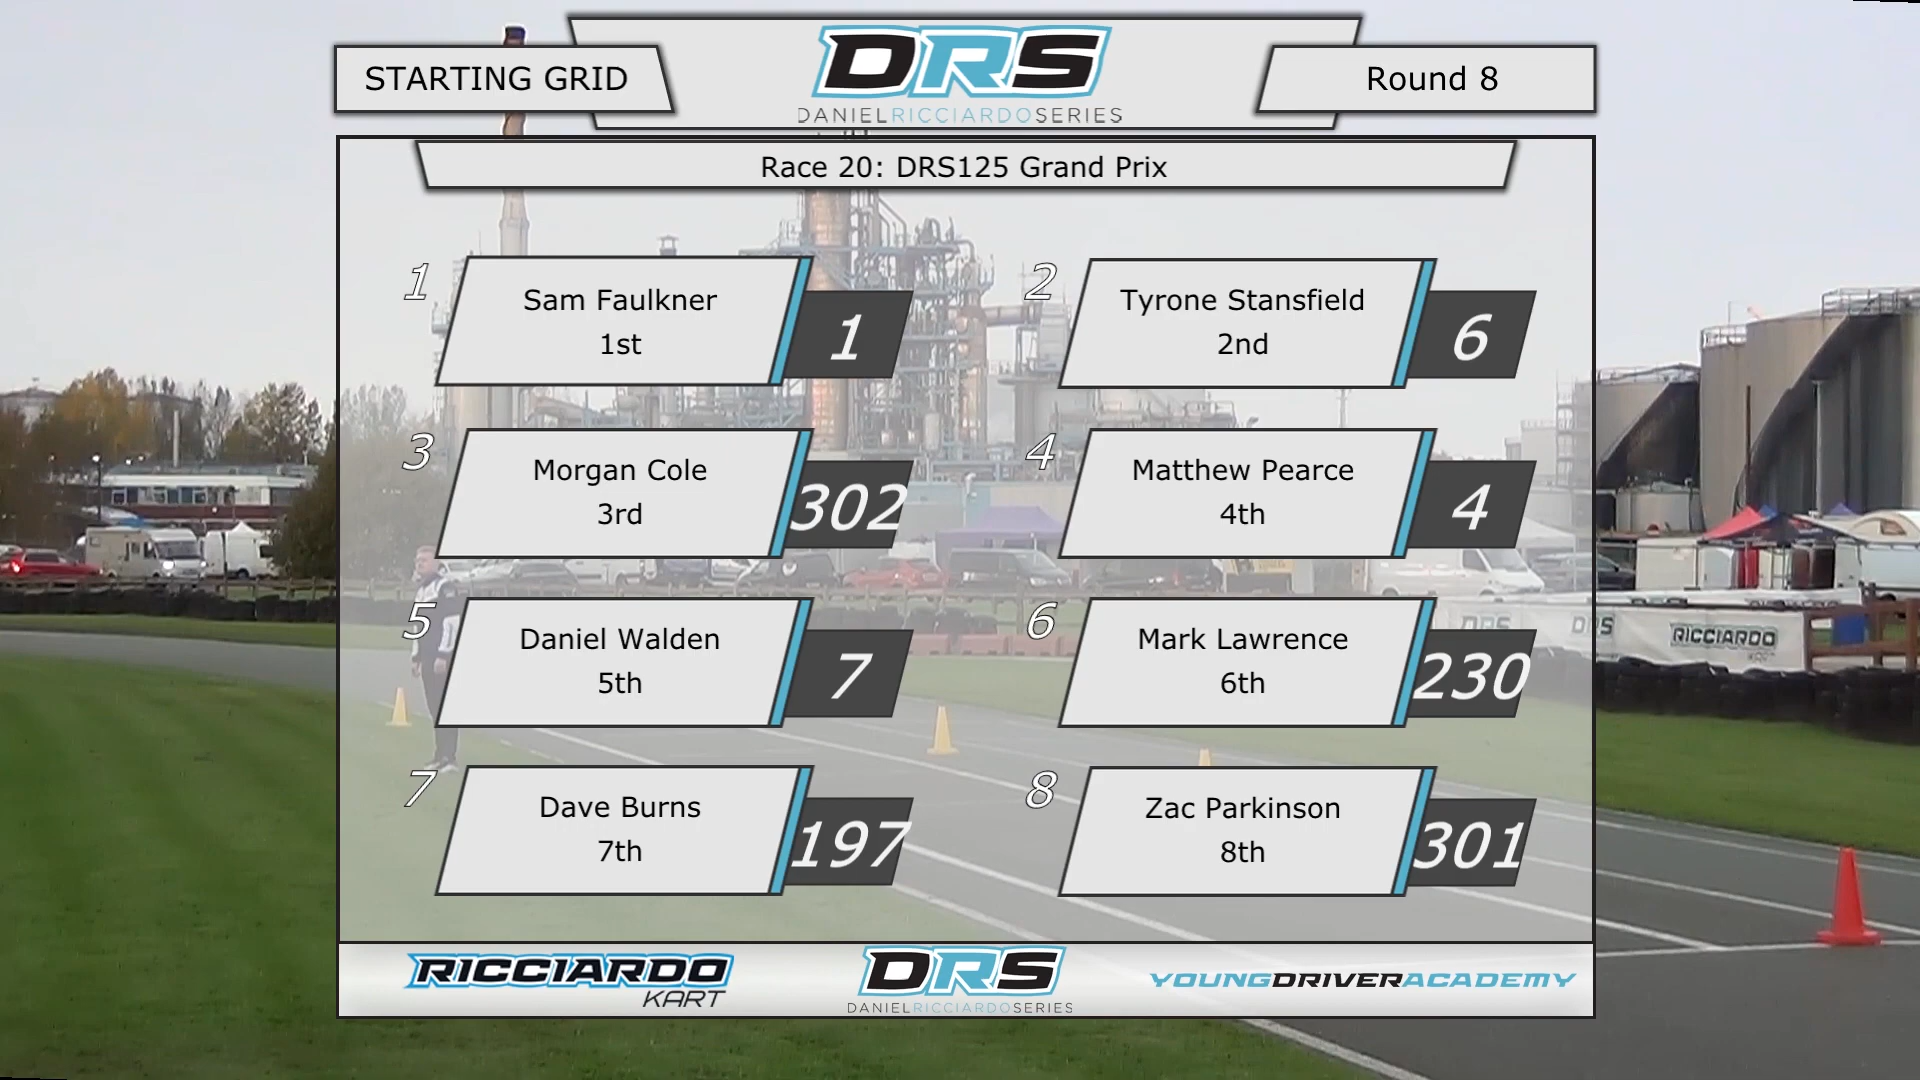 STARTING GRID
DRS
DANIELRICCIARDOSERIES
Round 8
Race 20: DRS125 Grand Prix
1
Sam Faulkner
1st
1
2
Tyrone Stansfield
2nd
6
3
Morgan Cole
3rd
302
4
Matthew Pearce
4th
4
5
Daniel Walden
5th
7
6
Mark Lawrence
6th
230
7
Dave Burns
7th
197
8
Zac Parkinson
8th
301
DRS
DRS
RICCIARDO
RICCIARDO
KART
DRS
DANIELRICCIARDOSERIES
YOUNGDRIVERACADEMY